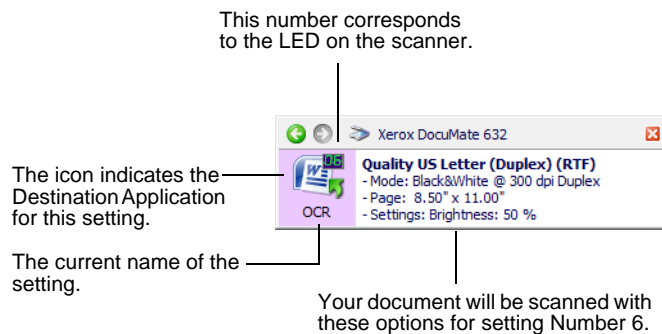 This number corresponds
to the LED on the scanner.
Xerox DocuMate 632
06
W
OCR
Quality US Letter (Duplex) (RTF)
- Mode: Black&White @ 300 dpi Duplex
- Page: 8.50" x 11.00"
- Settings: Brightness: 50 %
The icon indicates the
Destination Application
for this setting.
The current name of the
setting.
Your document will be scanned with
these options for setting Number 6.